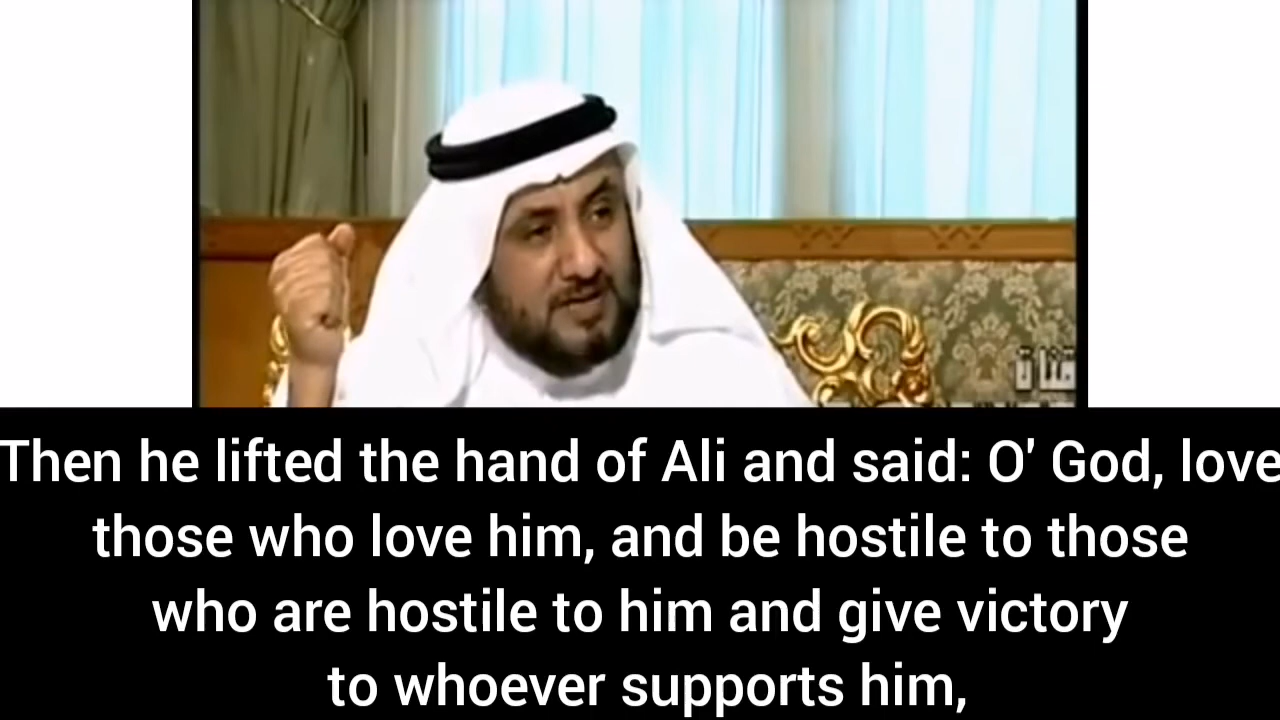 قناة
Then he lifted the hand of Ali and said: O' God, love
those who love him, and be hostile to those
who are hostile to him and give victory
to whoever supports him,